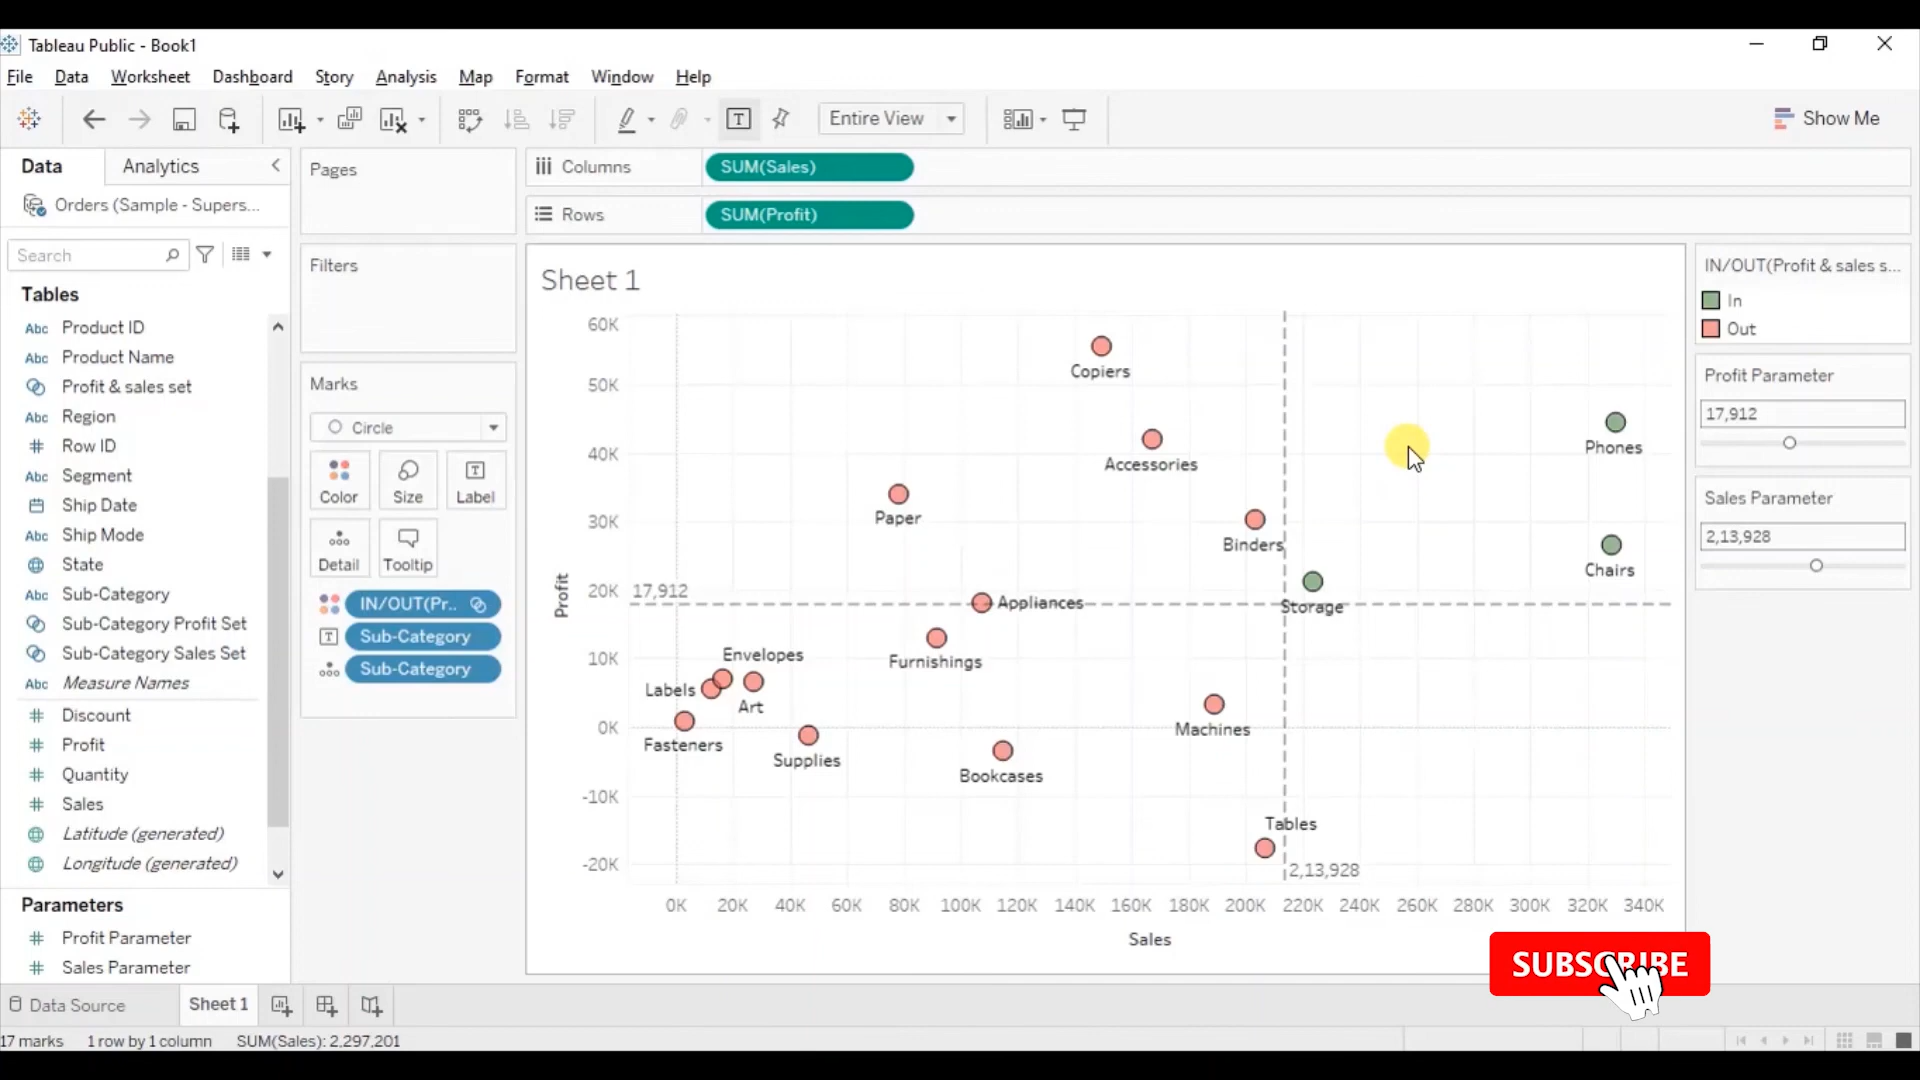 Tableau Public - Book1
File Data Worksheet Dashboard Story Analysis Map Format Window Help
Entire View
Show Me
Data Analytics
Orders (Sample - Supers...
Search
Tables
Abc Product ID
Abc Product Name
Profit & sales set
Abc Region
# Row ID
Abc Segment
Ship Date
Abc Ship Mode
State
Abc Sub-Category
Sub-Category Profit Set
Sub-Category Sales Set
Abc Measure Names
# Discount
# Profit
# Quantity
# Sales
Latitude (generated)
Longitude (generated)
Parameters
# Profit Parameter
# Sales Parameter
Pages
Filters
Marks
Circle
Color Size Label
Detail Tooltip
IN/OUT(Pr..
Sub-Category
Sub-Category
Columns SUM(Sales)
Rows SUM(Profit)
Sheet 1
60K
50K
40K
30K
20K
10K
0K
-10K
-20K
Profit
17,912
Copiers
Phones
Accessories
Paper
Binders
Chairs
Appliances
Storage
Envelopes
Furnishings
Labels
Art
Machines
Fasteners
Supplies
Bookcases
Tables
2,13,928
0K 20K 40K 60K 80K 100K 120K 140K 160K 180K 200K 220K 240K 260K 280K 300K 320K 340K
Sales
IN/OUT(Profit & sales s...
In
Out
Profit Parameter
17,912
Sales Parameter
2,13,928
SUBSCRIBE
Data Source Sheet 1
17 marks 1 row by 1 column SUM(Sales): 2,297,201